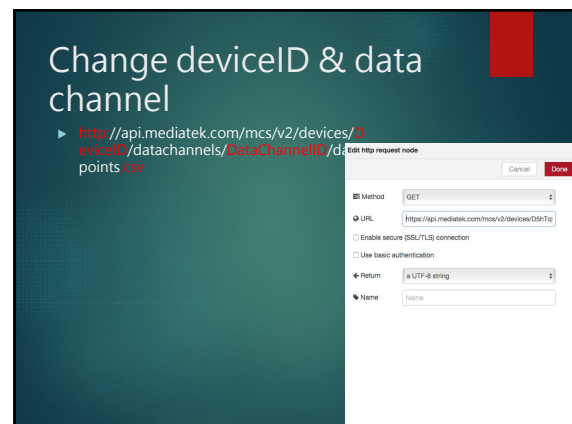 Change deviceID & data
channel
http://api.mediatek.com/mcs/v2/devices/D
eviceID/datachannels/DataChannelID/da
points.csv
Edit http request node
Cancel
Done
Method
GET
URL
https://api.mediatek.com/mcs/v2/devices/D5hTq
Enable secure (SSL/TLS) connection
Use basic authentication
Return
a UTF-8 string
Name
Name